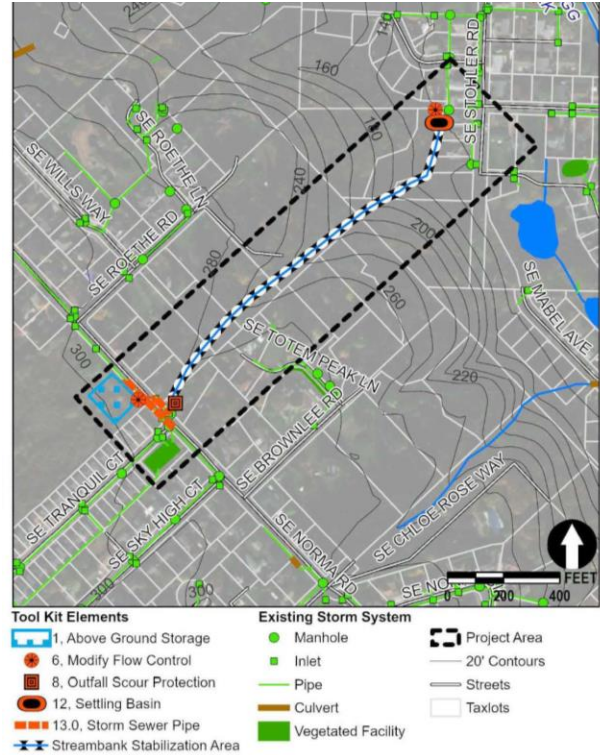 160
140
180
SE STOHLER RD
SE ROETHE LN
SE WILLS WAY
SE ROETHE RD
240
280
200
260
SE MABEL AVE
300
SE TOTEM PEAK LN
220
SE BROWNLEE RD
SE TRANQUIL CT
SE SKY HIGH CT
SE NORMA RD
SE CHLOE ROSE WAY
300
300
SE NO
FEET
0 200 400
Tool Kit Elements
1, Above Ground Storage
6, Modify Flow Control
8, Outfall Scour Protection
12, Settling Basin
13.0, Storm Sewer Pipe
Streambank Stabilization Area
Existing Storm System
Manhole
Inlet
Pipe
Culvert
Vegetated Facility
Project Area
20' Contours
Streets
Taxlots